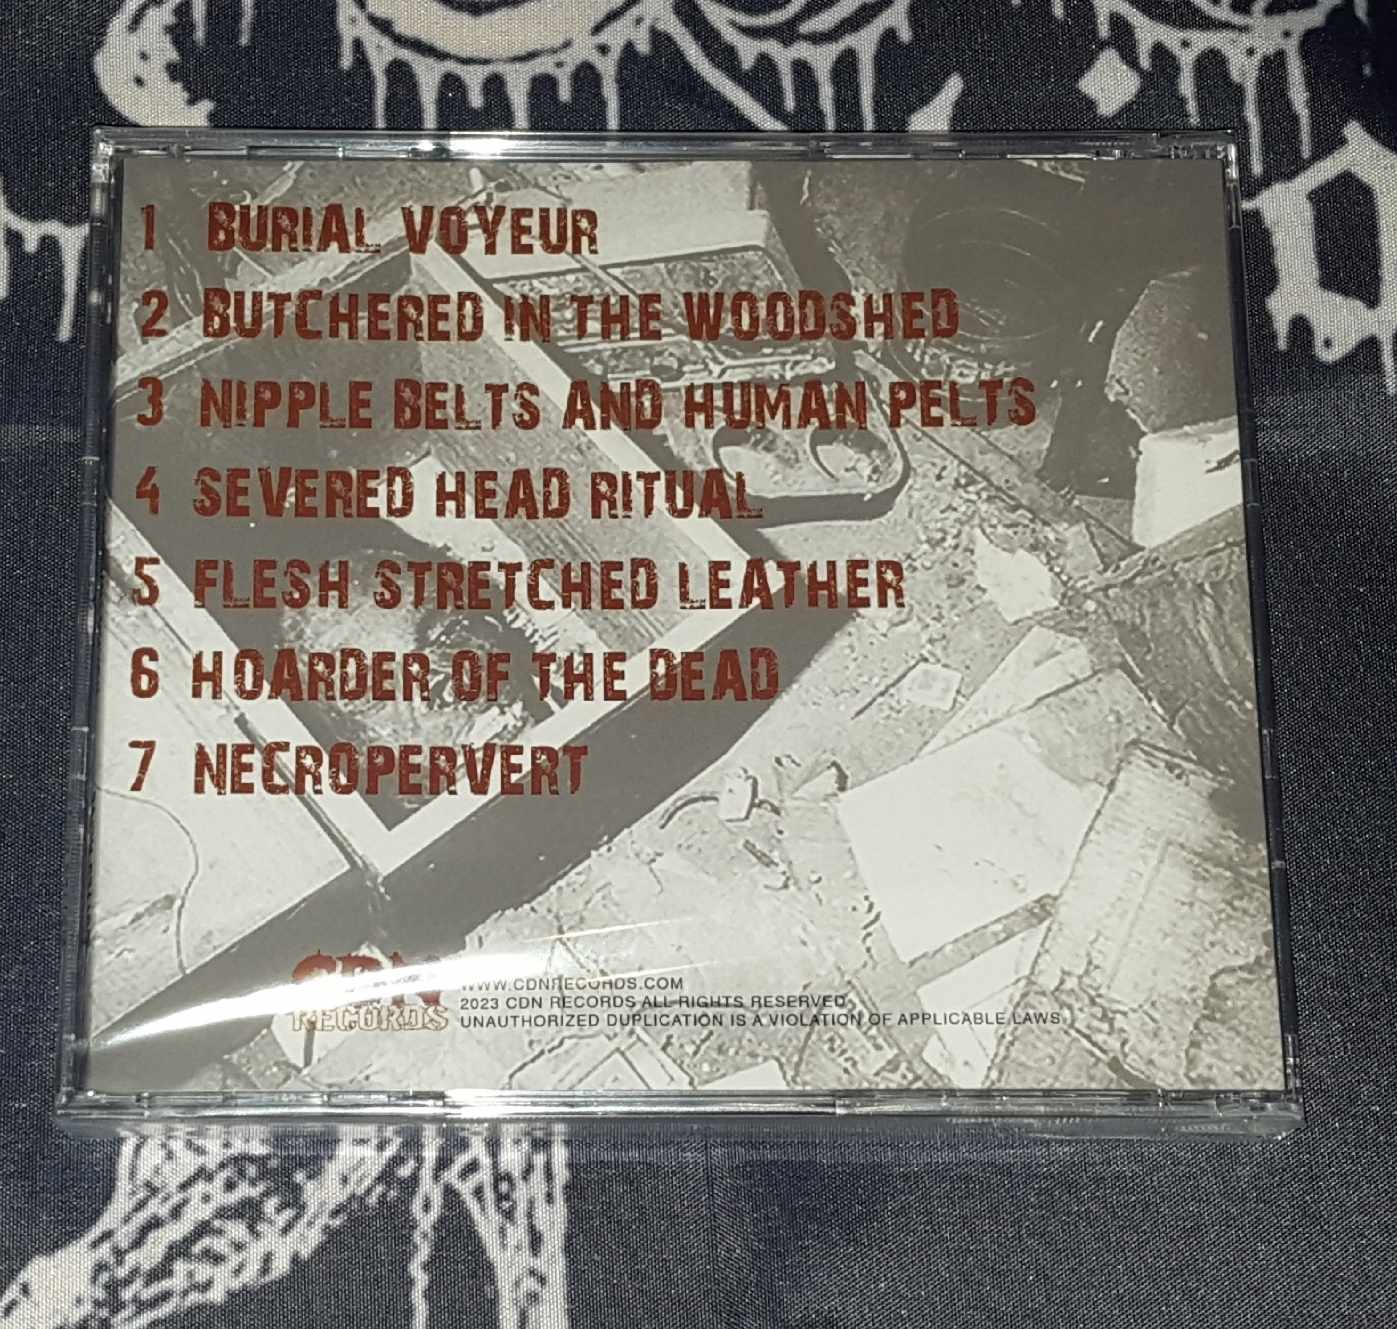 1 BURIAL VOYEUR
2 BUTCHERED IN THE WOODSHED
3 NIPPLE BELTS AND HUMAN PELTS
4 SEVERED HEAD RITUAL
5 FLESH STRETCHED LEATHER
6 HOARDER OF THE DEAD
7 NECROPERVERT
CDN
RECORDS
WWW.CDNRECORDS.COM
2023 CDN RECORDS ALL RIGHTS RESERVED
UNAUTHORIZED DUPLICATION IS A VIOLATION OF APPLICABLE LAWS